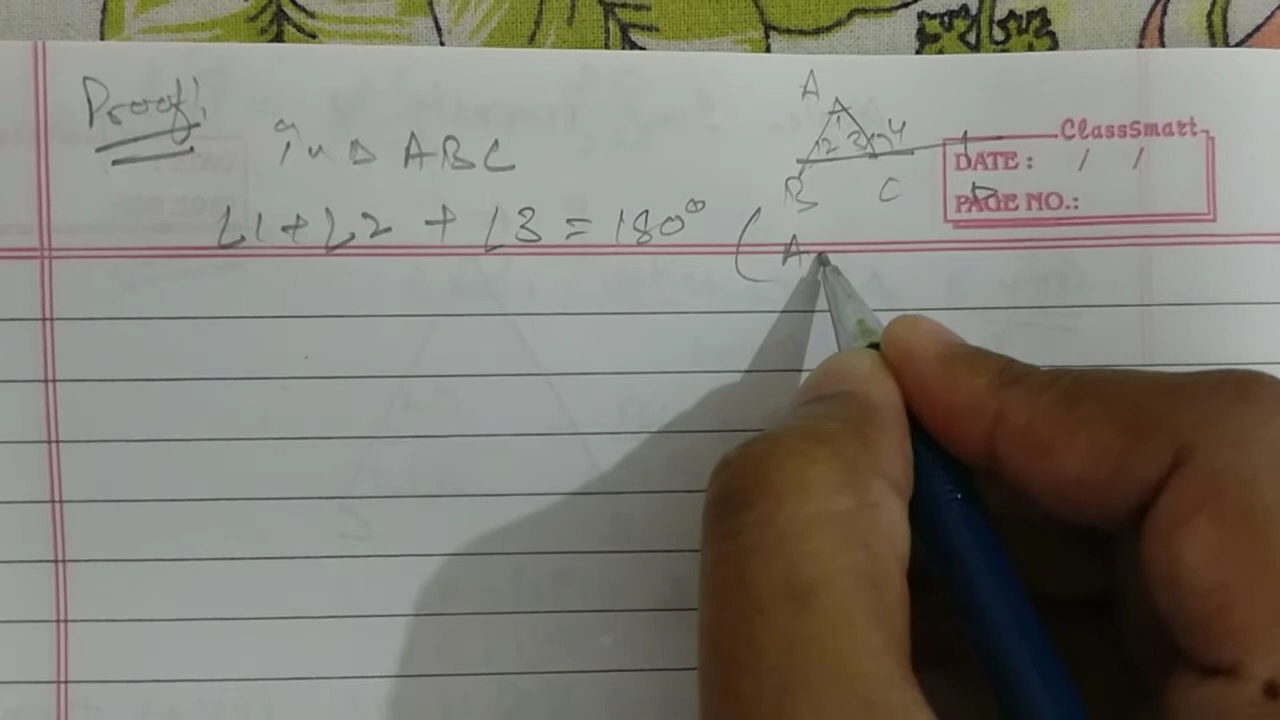 Proof:
A
in Δ ABC
1
2 3 4
ClassSmart
DATE: / /
B C D
PAGE NO.:
∠1+∠2 + ∠3 = 180° (A